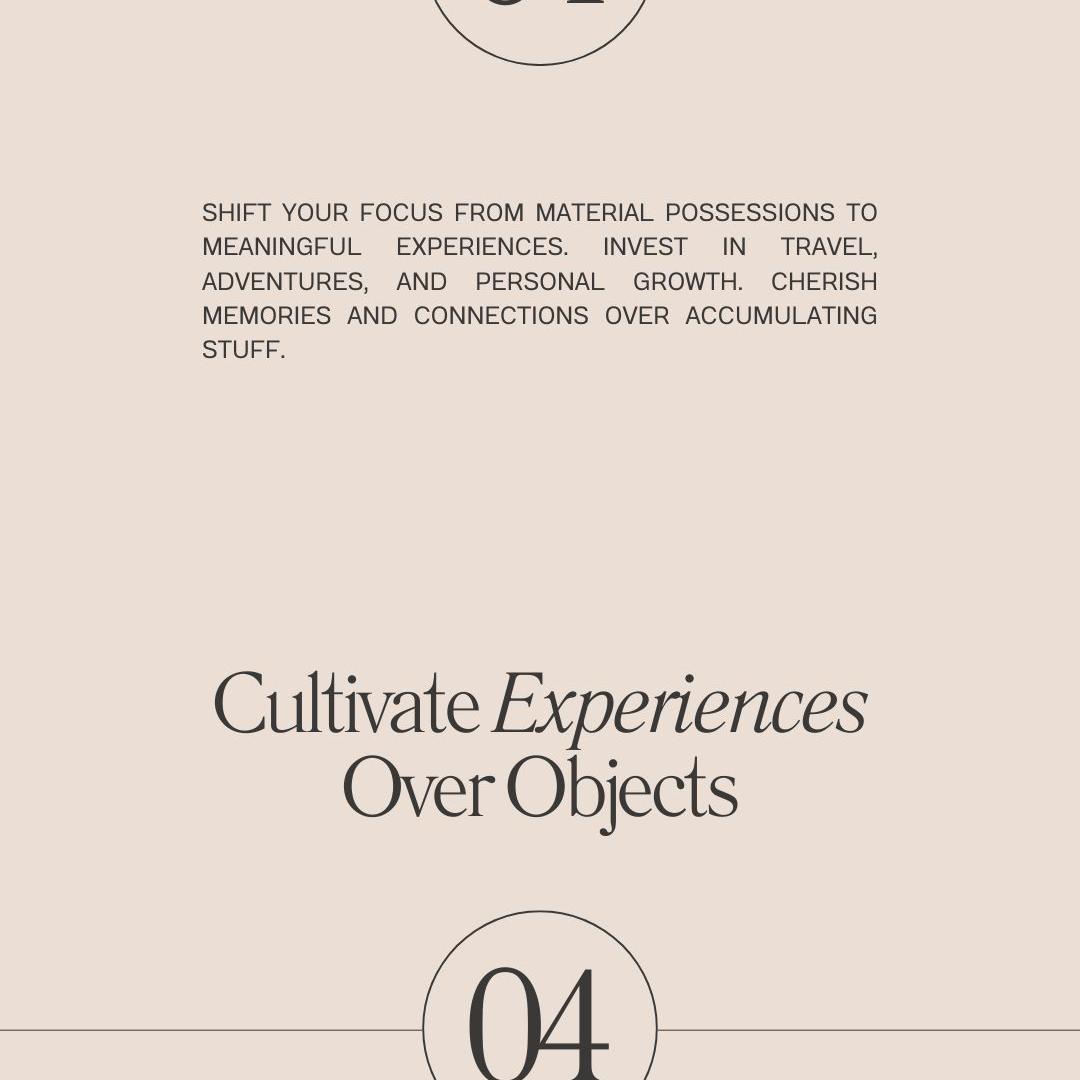 SHIFT YOUR FOCUS FROM MATERIAL POSSESSIONS TO
MEANINGFUL EXPERIENCES. INVEST IN TRAVEL,
ADVENTURES, AND PERSONAL GROWTH. CHERISH
MEMORIES AND CONNECTIONS OVER ACCUMULATING
STUFF.
Cultivate Experiences
Over Objects
04